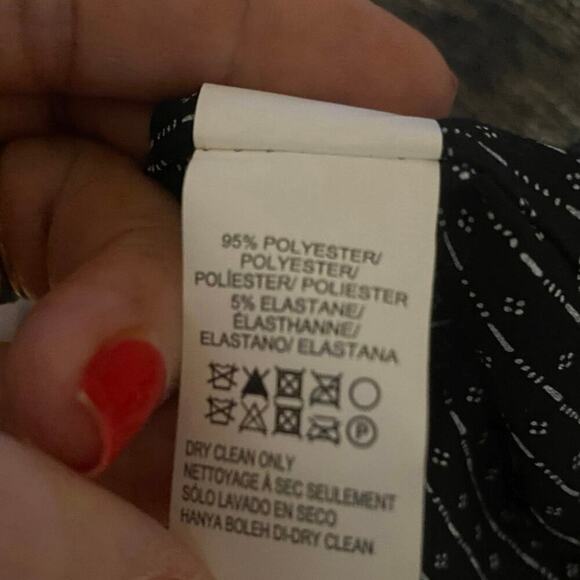 95% POLYESTER/
POLYESTER/
POLÍESTER/ POLIESTER
5% ELASTANE/
ÉLASTHANNE/
ELASTANO/ ELASTANA
P
DRY CLEAN ONLY
NETTOYAGE À SEC SEULEMENT
SÓLO LAVADO EN SECO
HANYA BOLEH DI-DRY CLEAN